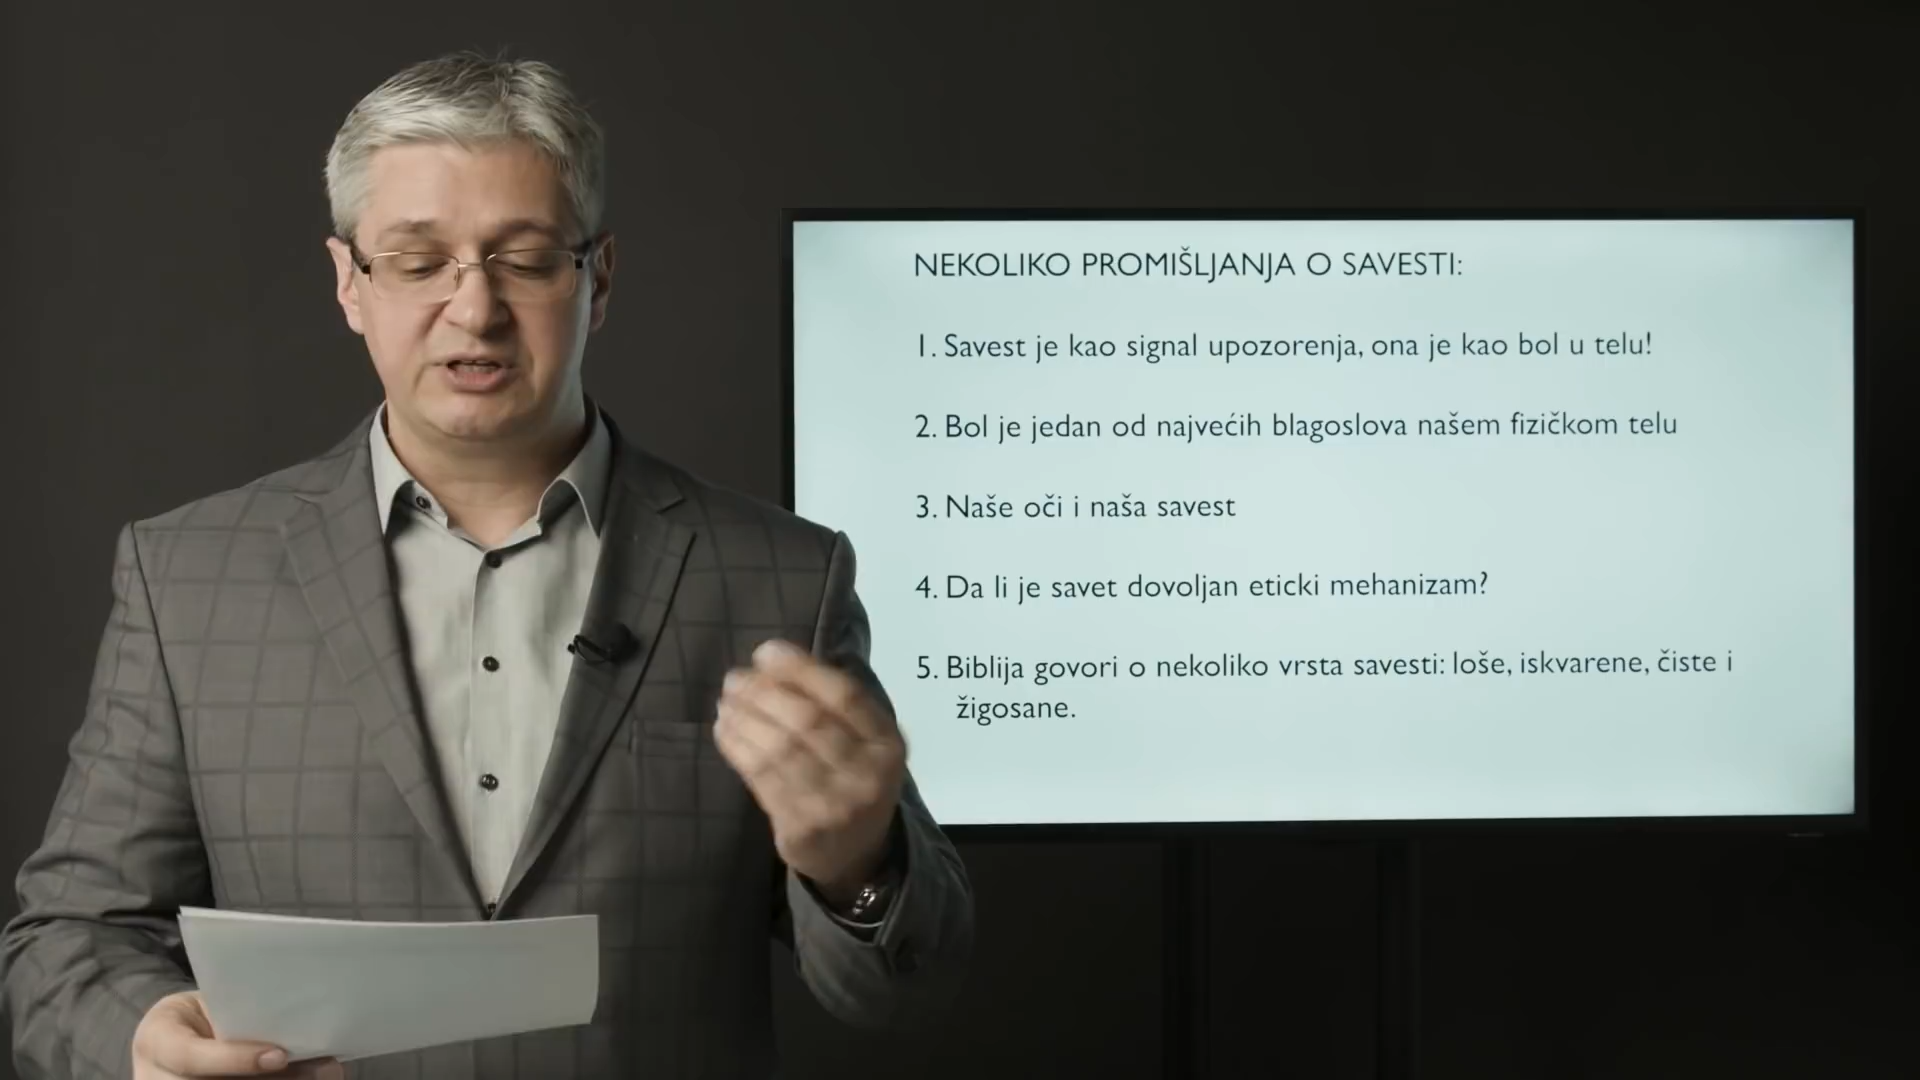 NEKOLIKO PROMIŠLJANJA O SAVESTI:
1. Savest je kao signal upozorenja, ona je kao bol u telu!
2. Bol je jedan od najvećih blagoslova našem fizičkom telu
3. Naše oči i naša savest
4. Da li je savet dovoljan eticki mehanizam?
5. Biblija govori o nekoliko vrsta savesti: loše, iskvarene, čiste i
žigosane.